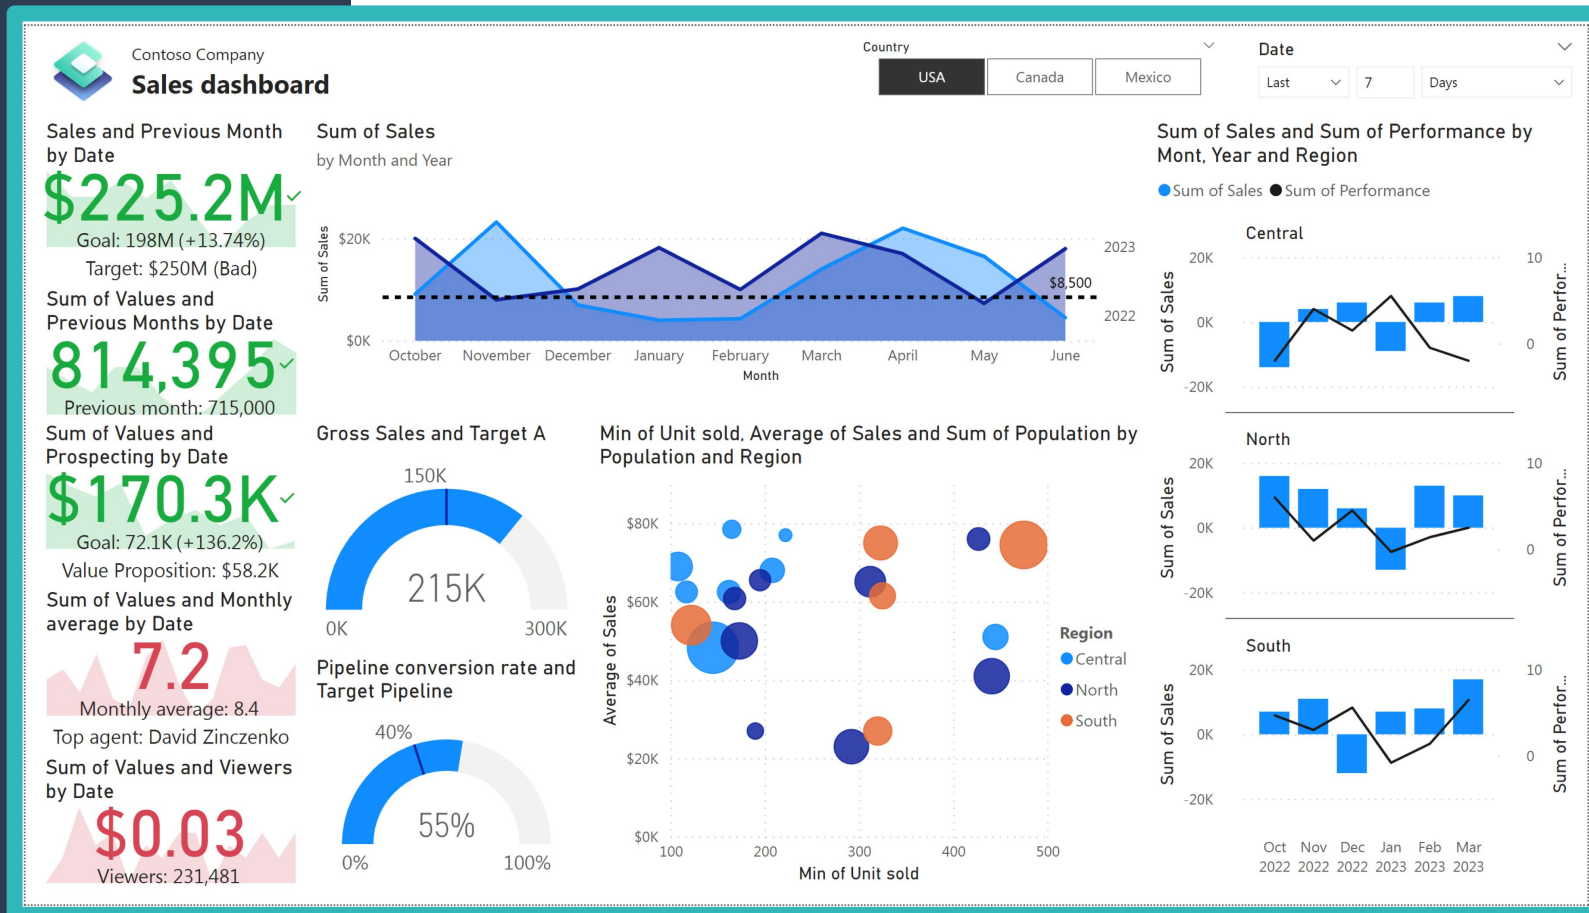 Contoso Company
Sales dashboard
Country
USA
Canada
Mexico
Date
Last
7
Days
Sales and Previous Month
by Date
$225.2M
Goal: 198M (+13.74%)
Target: $250M (Bad)
Sum of Values and
Previous Months by Date
814,395
Previous month: 715,000
Sum of Values and
Prospecting by Date
$170.3K
Goal: 72.1K (+136.2%)
Value Proposition: $58.2K
Sum of Values and Monthly
average by Date
7.2
Monthly average: 8.4
Top agent: David Zinczenko
Sum of Values and Viewers
by Date
$0.03
Viewers: 231,481
Sum of Sales
by Month and Year
Sum of Sales
$20K
$0K
2023
$8,500
2022
October November December January February March April May June
Month
Gross Sales and Target A
150K
215K
0K
300K
Pipeline conversion rate and
Target Pipeline
40%
55%
0%
100%
Min of Unit sold, Average of Sales and Sum of Population by
Population and Region
Average of Sales
$80K
$60K
$40K
$20K
$0K
100 200 300 400 500
Min of Unit sold
Region
Central
North
South
Sum of Sales and Sum of Performance by
Mont, Year and Region
Sum of Sales Sum of Performance
Central
Sum of Sales
20K
0K
-20K
10
0
Sum of Perfor...
North
Sum of Sales
20K
0K
-20K
10
0
Sum of Perfor...
South
Sum of Sales
20K
0K
-20K
10
0
Sum of Perfor...
Oct Nov Dec Jan Feb Mar
2022 2022 2022 2023 2023 2023